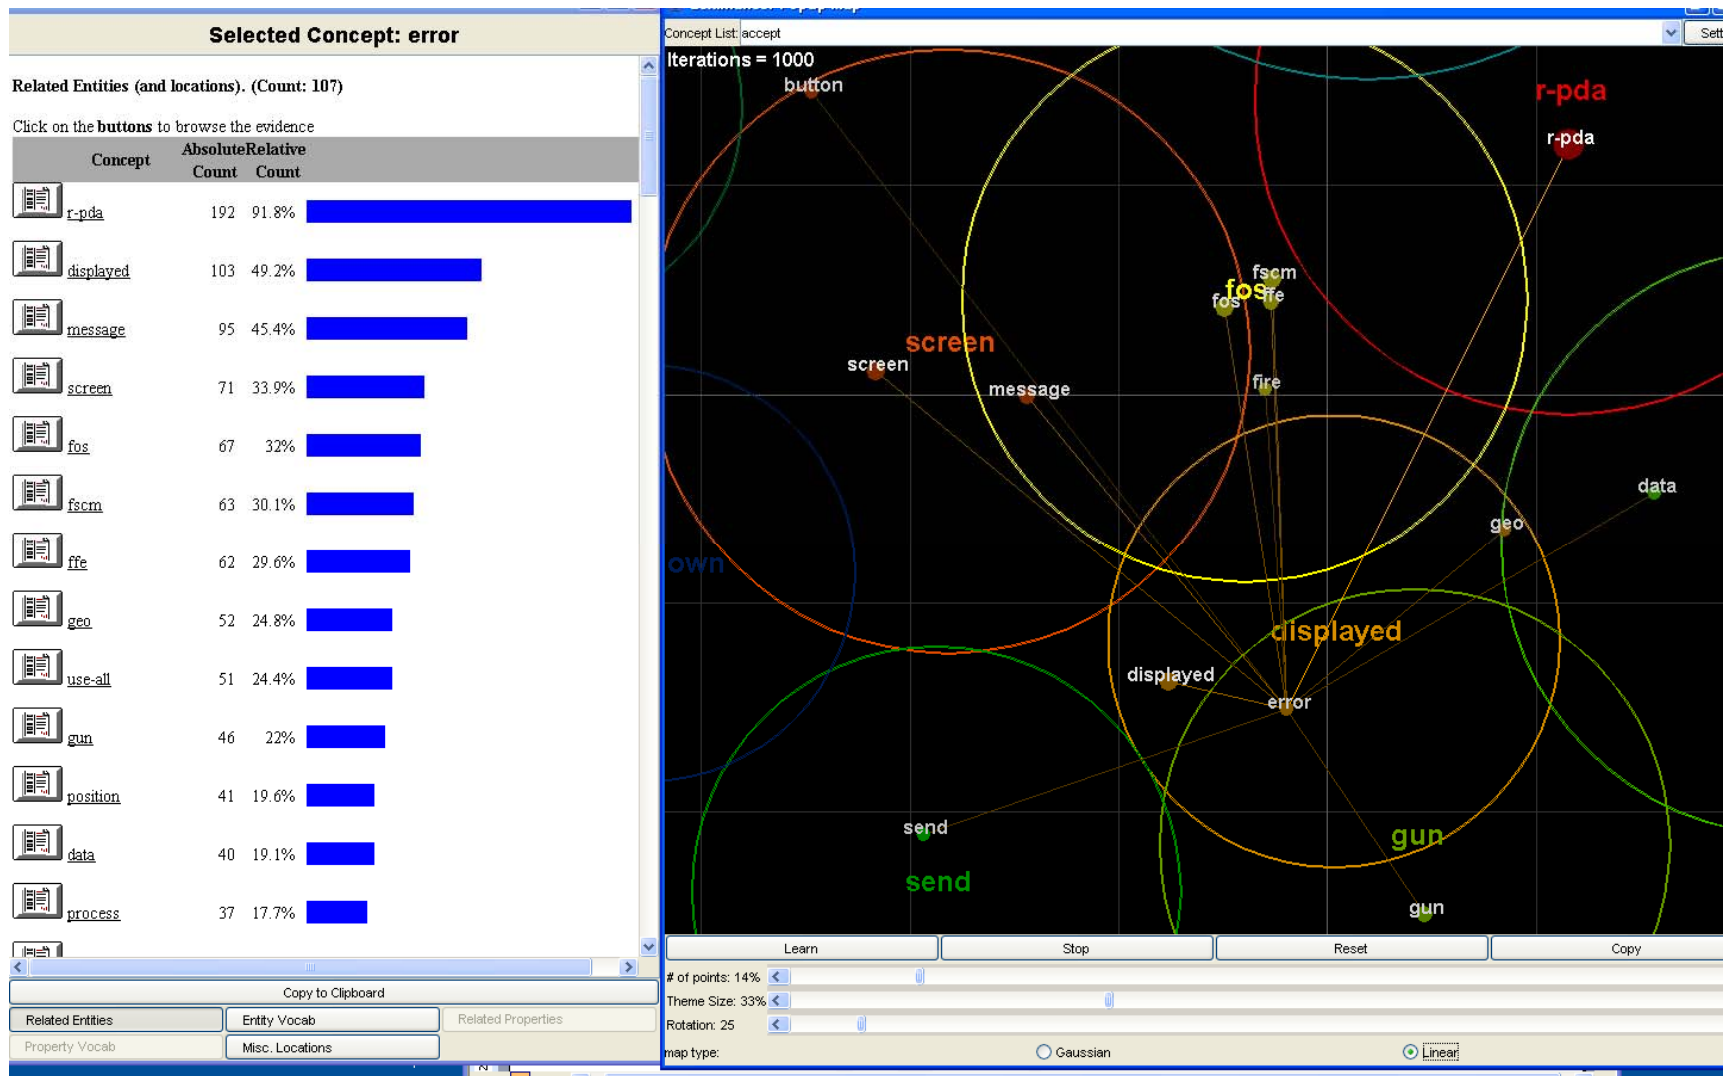 Selected Concept: error
Related Entities (and locations). (Count: 107)
Click on the buttons to browse the evidence
Concept Absolute Count Relative Count
r-pda 192 91.8%
displayed 103 49.2%
message 95 45.4%
screen 71 33.9%
fos 67 32%
fscm 63 30.1%
ffe 62 29.6%
geo 52 24.8%
use-all 51 24.4%
gun 46 22%
position 41 19.6%
data 40 19.1%
process 37 17.7%
Copy to Clipboard
Related Entities Entity Vocab Related Properties
Property Vocab Misc. Locations
Concept List: accept
Sett
Iterations = 1000
button
r-pda
r-pda
fscm
fos
fos
ffe
screen
screen
message
fire
data
geo
own
displayed
displayed
error
send
send
gun
gun
Learn Stop Reset Copy
# of points: 14%
Theme Size: 33%
Rotation: 25
map type: Gaussian Linear